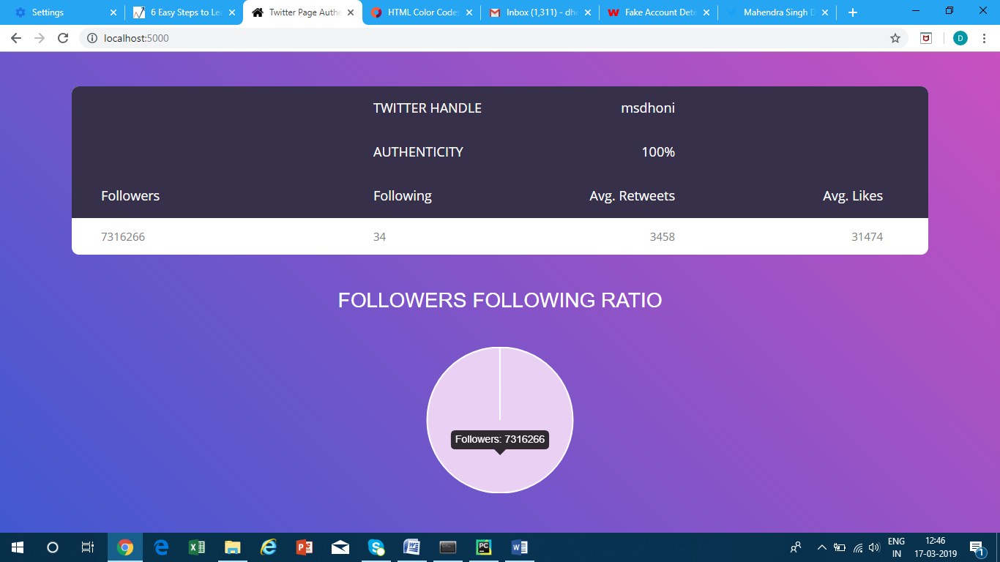 Settings
6 Easy Steps to Le
Twitter Page Authe
HTML Color Code
Inbox (1,311) - dh
Fake Account Dete
Mahendra Singh D
localhost:5000
D
TWITTER HANDLE msdhoni
AUTHENTICITY 100%
Followers Following Avg. Retweets Avg. Likes
7316266 34 3458 31474
FOLLOWERS FOLLOWING RATIO
Followers: 7316266
ENG 12:46
IN 17-03-2019
1